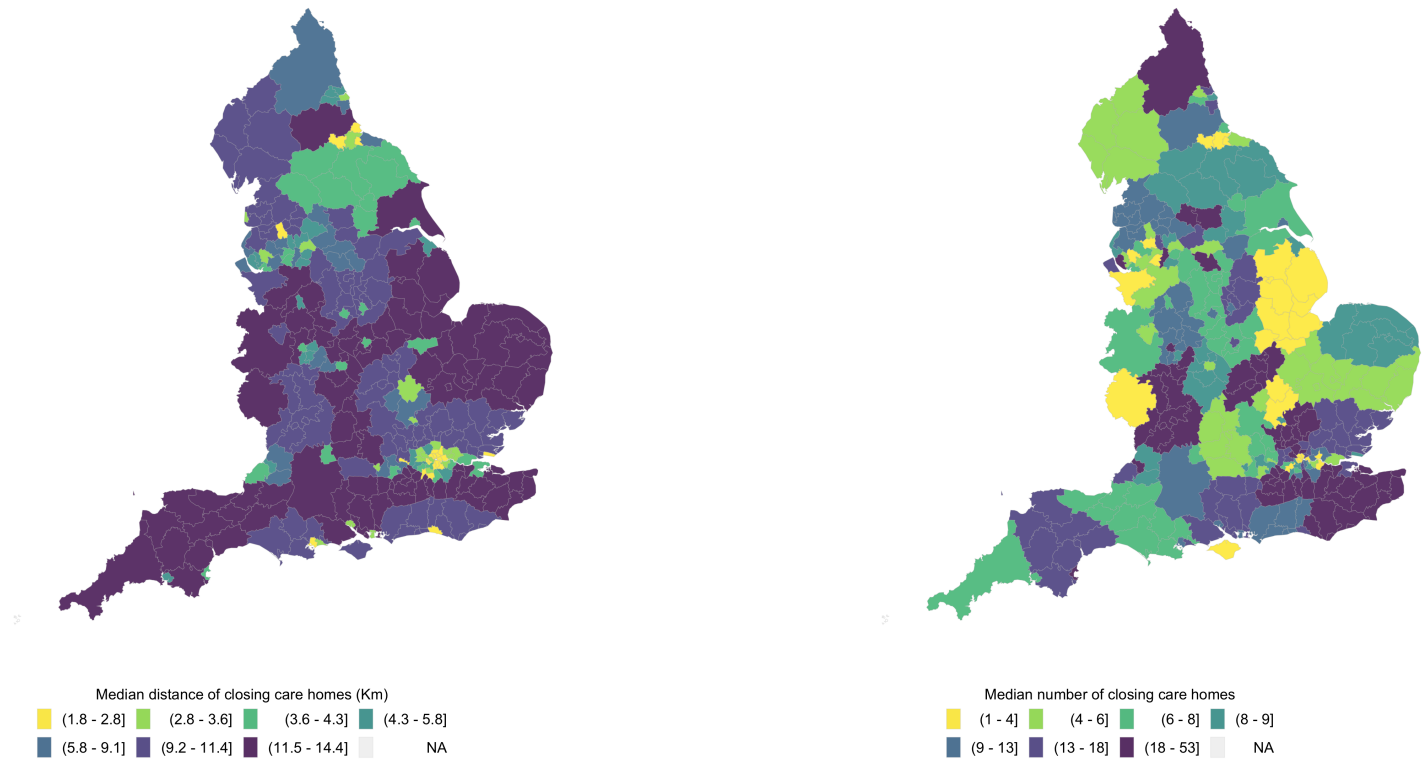 Median distance of closing care homes (Km)
(1.8 - 2.8] (2.8 - 3.6] (3.6 - 4.3] (4.3 - 5.8]
(5.8 - 9.1] (9.2 - 11.4] (11.5 - 14.4] NA
Median number of closing care homes
(1 - 4] (4 - 6] (6 - 8] (8 - 9]
(9 - 13] (13 - 18] (18 - 53] NA